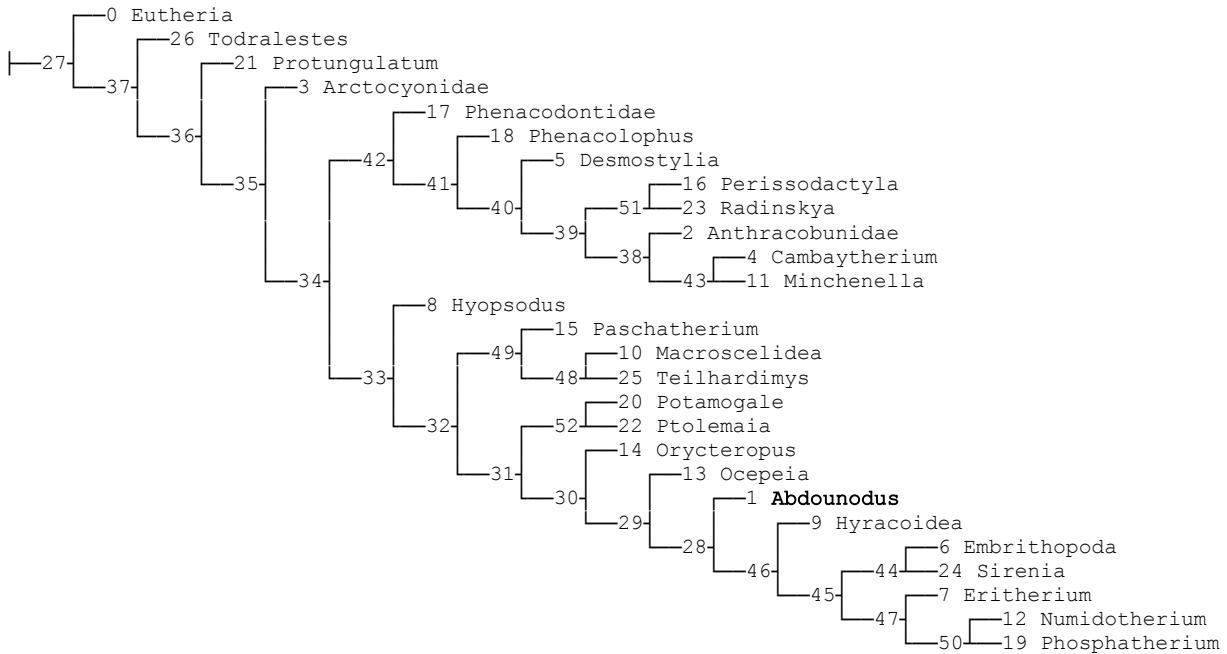 0 Eutheria
26 Todralestes
27 21 Protungulatum
37 3 Arctocyonidae
17 Phenacodontidae
36 18 Phenacolophus
42 5 Desmostylia
35 41 16 Perissodactyla
40 51 23 Radinskya
39 2 Anthracobunidae
38 4 Cambaytherium
34 43 11 Minchenella
8 Hyopsodus
15 Paschatherium
49 10 Macroscelidea
33 48 25 Teilhardimys
20 Potamogale
32 52 22 Ptolemaia
14 Orycteropus
31 13 Ocepeia
30 1 Abdounodus
29 9 Hyracoidea
28 6 Embrithopoda
46 44 24 Sirenia
45 7 Eritherium
47 12 Numidotherium
50 19 Phosphatherium